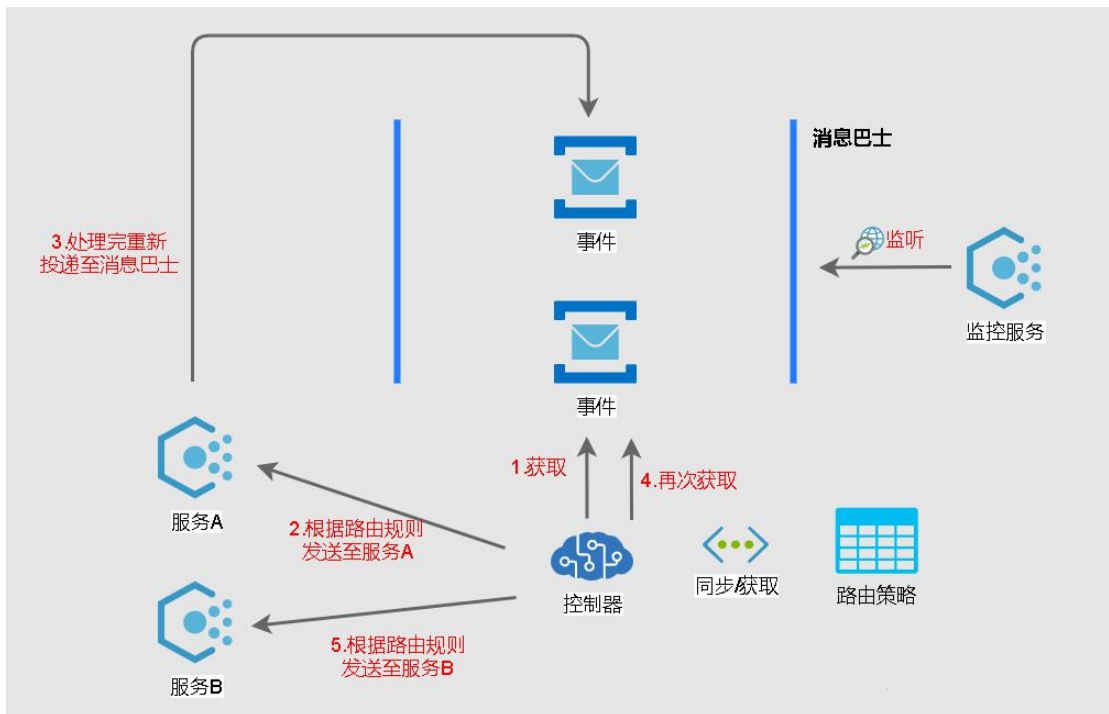 消息巴士
事件
3.处理完重新
投递至消息巴士
监听
监控服务
事件
1.获取
4.再次获取
服务A
2.根据路由规则
发送至服务A
控制器
同步/获取
路由策略
5.根据路由规则
发送至服务B
服务B